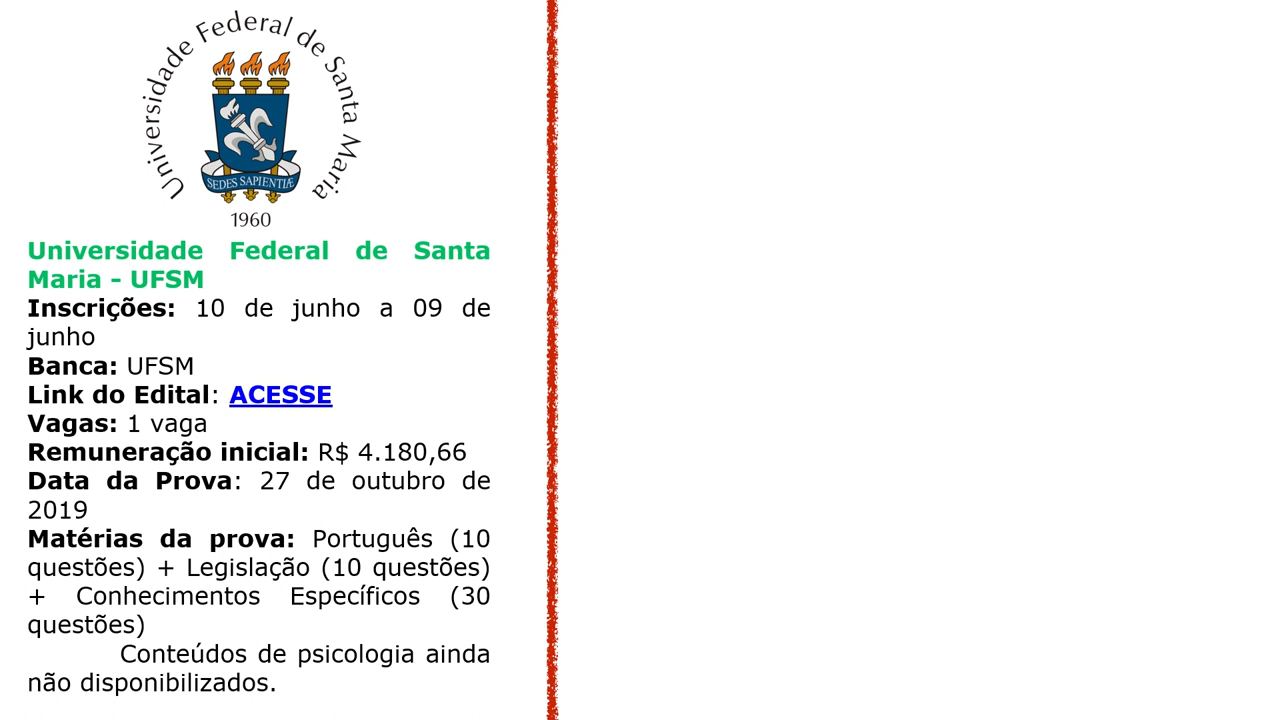 Universidade Federal de Santa Maria
SEDES SAPIENTIÆ
1960
Universidade Federal de Santa
Maria - UFSM
Inscrições: 10 de junho a 09 de
junho
Banca: UFSM
Link do Edital: ACESSE
Vagas: 1 vaga
Remuneração inicial: R$ 4.180,66
Data da Prova: 27 de outubro de
2019
Matérias da prova: Português (10
questões) + Legislação (10 questões)
+ Conhecimentos Específicos (30
questões)
Conteúdos de psicologia ainda
não disponibilizados.